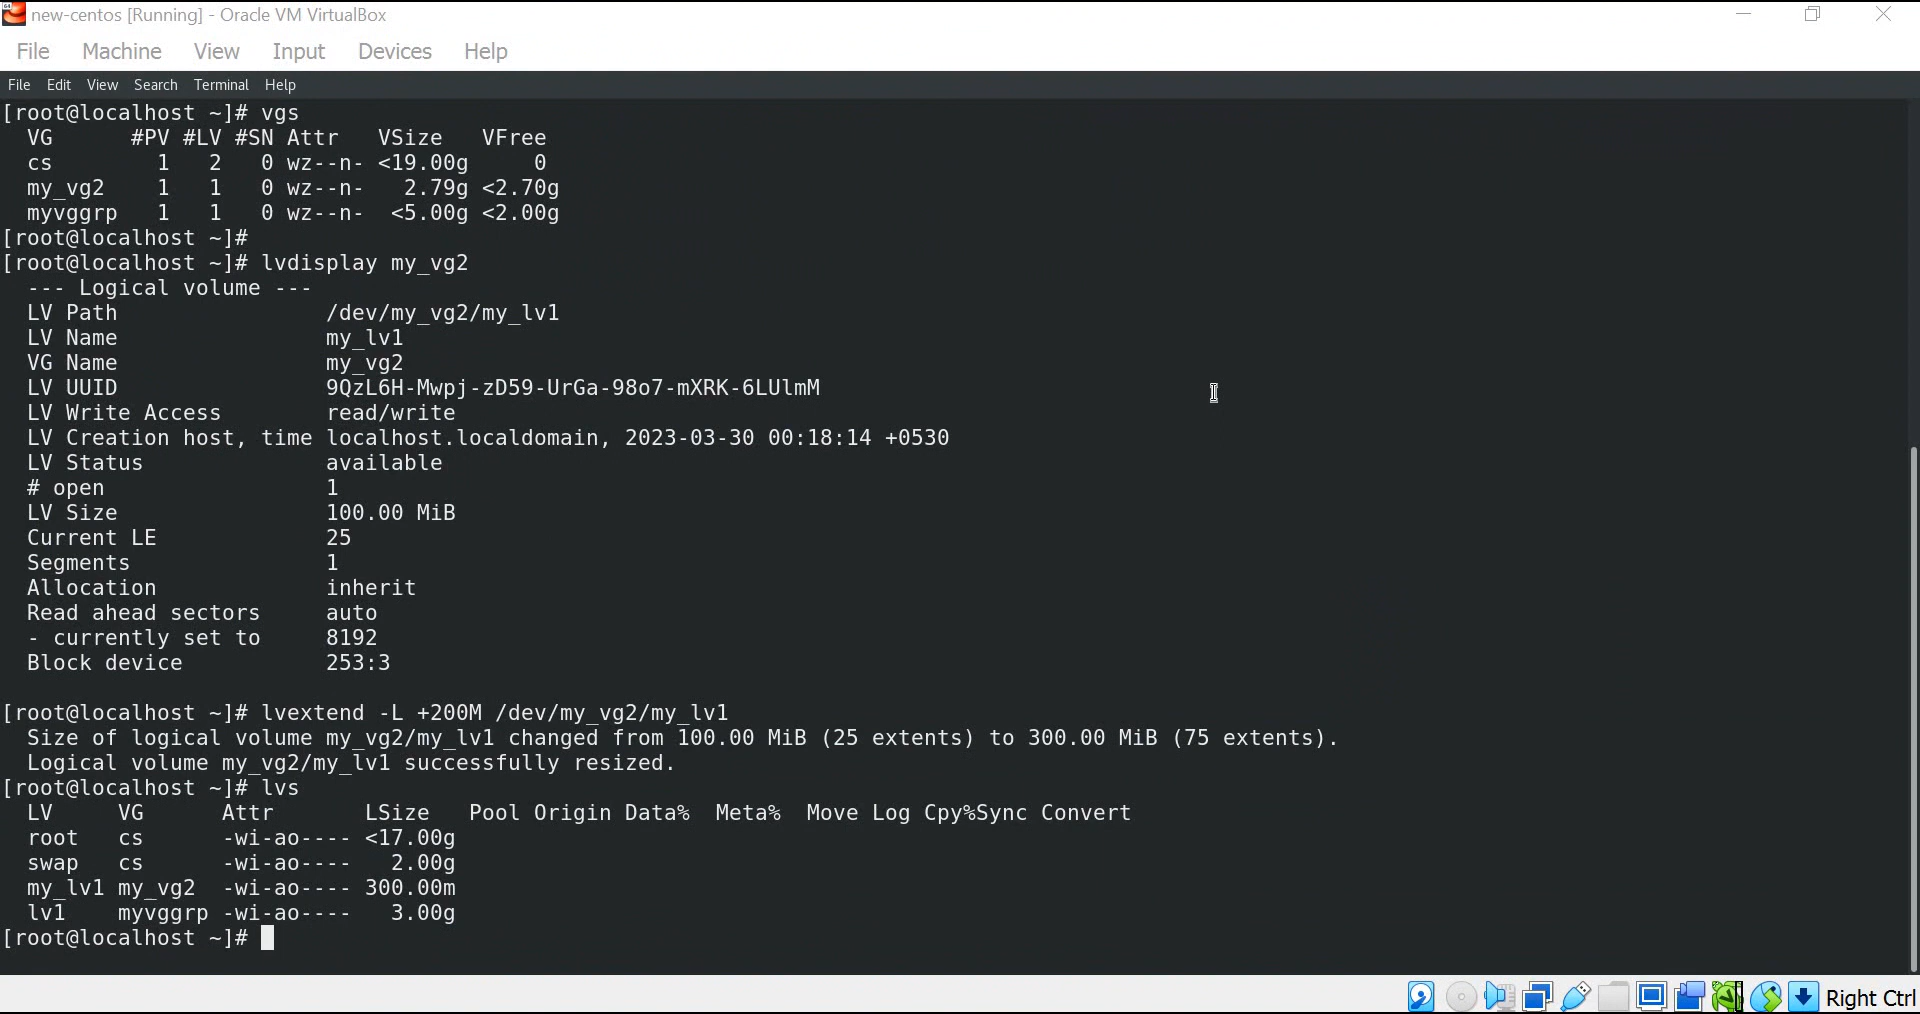 new-centos [Running] - Oracle VM VirtualBox
File Machine View Input Devices Help
File Edit View Search Terminal Help
[root@localhost ~]# vgs
  VG       #PV #LV #SN Attr   VSize   VFree
  cs         1   2   0 wz--n- <19.00g     0
  my_vg2     1   1   0 wz--n-   2.79g <2.70g
  myvggrp    1   1   0 wz--n-  <5.00g <2.00g
[root@localhost ~]#
[root@localhost ~]# lvdisplay my_vg2
  --- Logical volume ---
  LV Path                /dev/my_vg2/my_lv1
  LV Name                my_lv1
  VG Name                my_vg2
  LV UUID                9QzL6H-Mwpj-zD59-UrGa-98o7-mXRK-6LUlmM
  LV Write Access        read/write
  LV Creation host, time localhost.localdomain, 2023-03-30 00:18:14 +0530
  LV Status              available
  # open                 1
  LV Size                100.00 MiB
  Current LE             25
  Segments               1
  Allocation             inherit
  Read ahead sectors     auto
  - currently set to     8192
  Block device           253:3
[root@localhost ~]# lvextend -L +200M /dev/my_vg2/my_lv1
  Size of logical volume my_vg2/my_lv1 changed from 100.00 MiB (25 extents) to 300.00 MiB (75 extents).
  Logical volume my_vg2/my_lv1 successfully resized.
[root@localhost ~]# lvs
  LV     VG      Attr       LSize   Pool Origin Data%  Meta%  Move Log Cpy%Sync Convert
  root   cs      -wi-ao---- <17.00g
  swap   cs      -wi-ao----   2.00g
  my_lv1 my_vg2  -wi-ao---- 300.00m
  lv1    myvggrp -wi-ao----   3.00g
[root@localhost ~]#
Right Ctrl